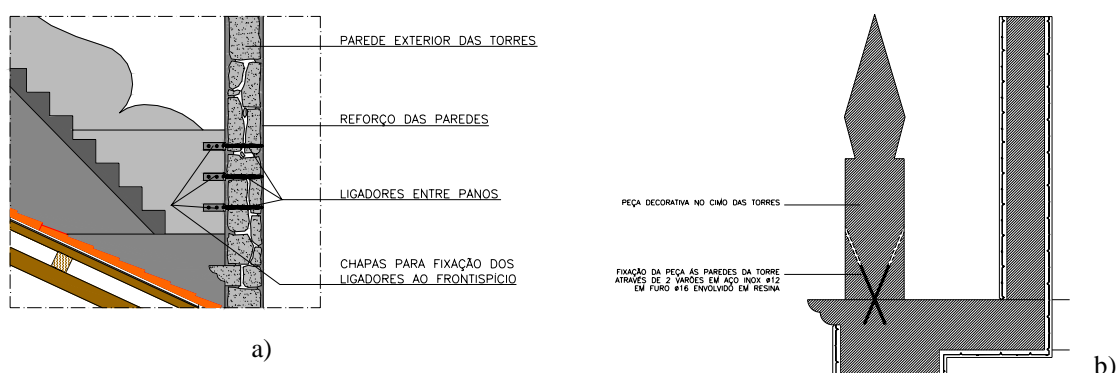 PAREDE EXTERIOR DAS TORRES
REFORÇO DAS PAREDES
LIGADORES ENTRE PANOS
CHAPAS PARA FIXAÇÃO DOS
LIGADORES AO FRONTISPÍCIO
a)
PEÇA DECORATIVA NO CIMO DAS TORRES
FIXAÇÃO DA PEÇA ÁS PAREDES DA TORRE
ATRAVÉS DE 2 VARÕES EM AÇO INOX ø12
EM FURO ø16 ENVOLVIDO EM RESINA
b)